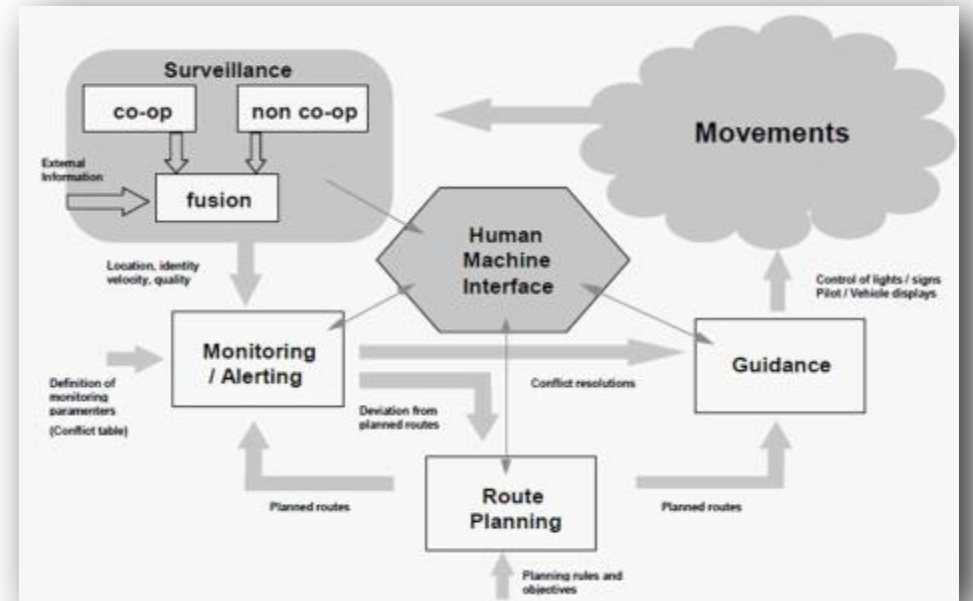 Surveillance
co-op
non co-op
Movements
External
Information
fusion
Human
Machine
Interface
Location, identity
velocity, quality
Control of lights / signs
Pilot / Vehicle displays
Monitoring
/ Alerting
Guidance
Definition of
monitoring
paramenters
(Conflict table)
Conflict resolutions
Deviation from
planned routes
Route
Planning
Planned routes
Planned routes
Planning rules and
objectives